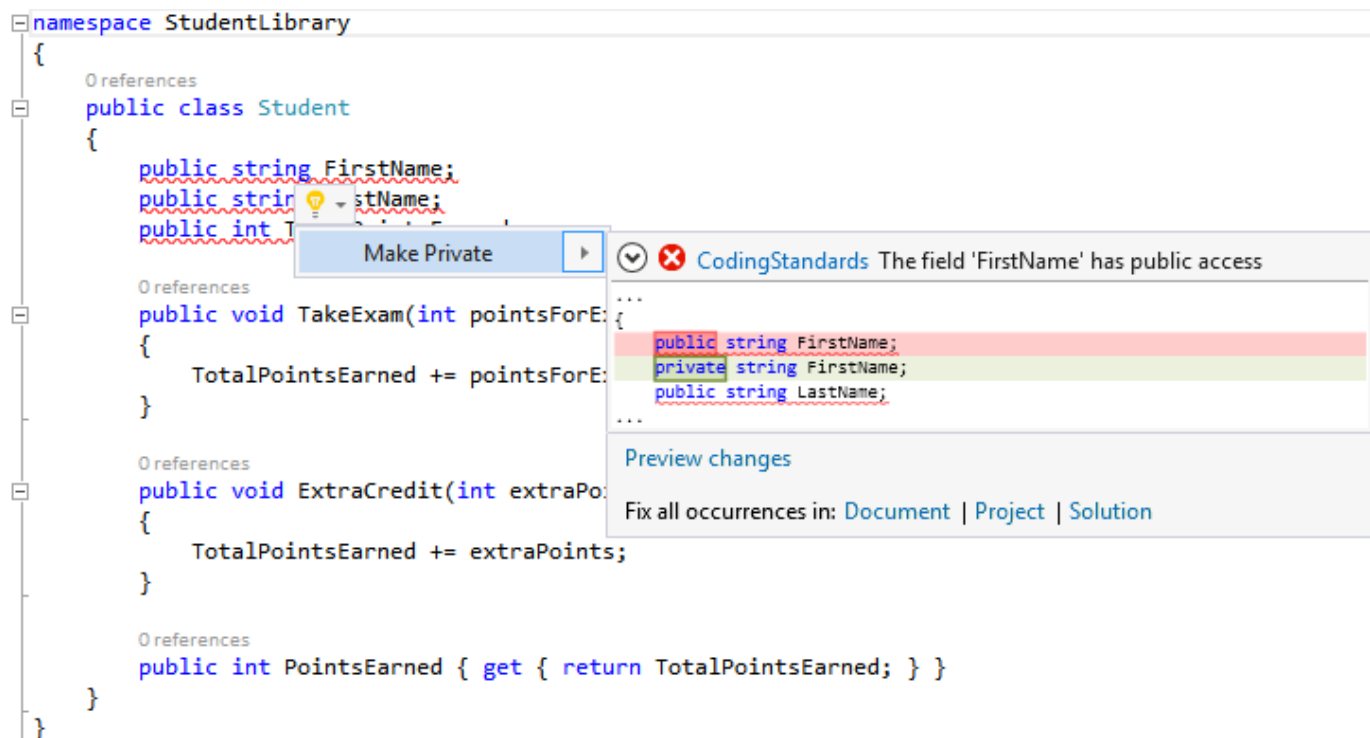 namespace StudentLibrary
{
0 references
public class Student
{
public string FirstName;
public strin stName;
public int T
Make Private
CodingStandards The field 'FirstName' has public access
...
{
public string FirstName;
private string FirstName;
public string LastName;
...
Preview changes
Fix all occurrences in: Document | Project | Solution
0 references
public void TakeExam(int pointsForE
{
TotalPointsEarned += pointsForE
}
0 references
public void ExtraCredit(int extraPo
{
TotalPointsEarned += extraPoints;
}
0 references
public int PointsEarned { get { return TotalPointsEarned; } }
}
}